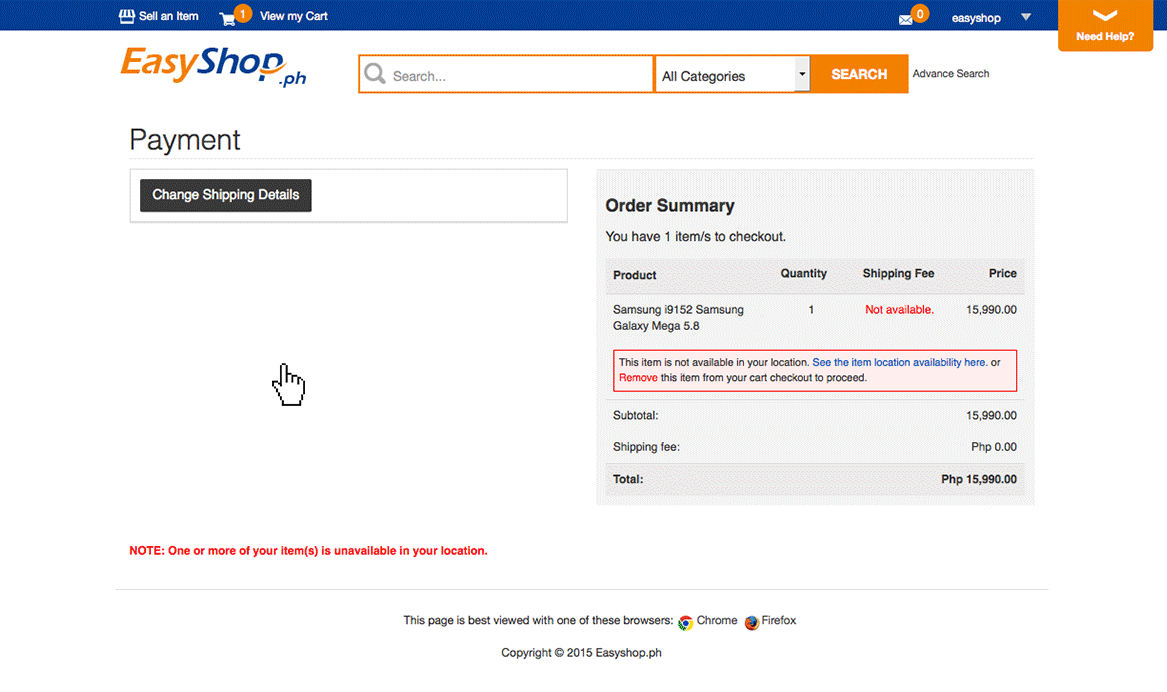 Sell an Item 1 View my Cart 0 easyshop
Need Help?
EasyShop.ph
Search... All Categories SEARCH Advance Search
Payment
Change Shipping Details
Order Summary
You have 1 item/s to checkout.
Product Quantity Shipping Fee Price
Samsung i9152 Samsung 1 Not available. 15,990.00
Galaxy Mega 5.8
This item is not available in your location. See the item location availability here. or
Remove this item from your cart checkout to proceed.
Subtotal: 15,990.00
Shipping fee: Php 0.00
Total: Php 15,990.00
NOTE: One or more of your item(s) is unavailable in your location.
This page is best viewed with one of these browsers: Chrome Firefox
Copyright © 2015 Easyshop.ph